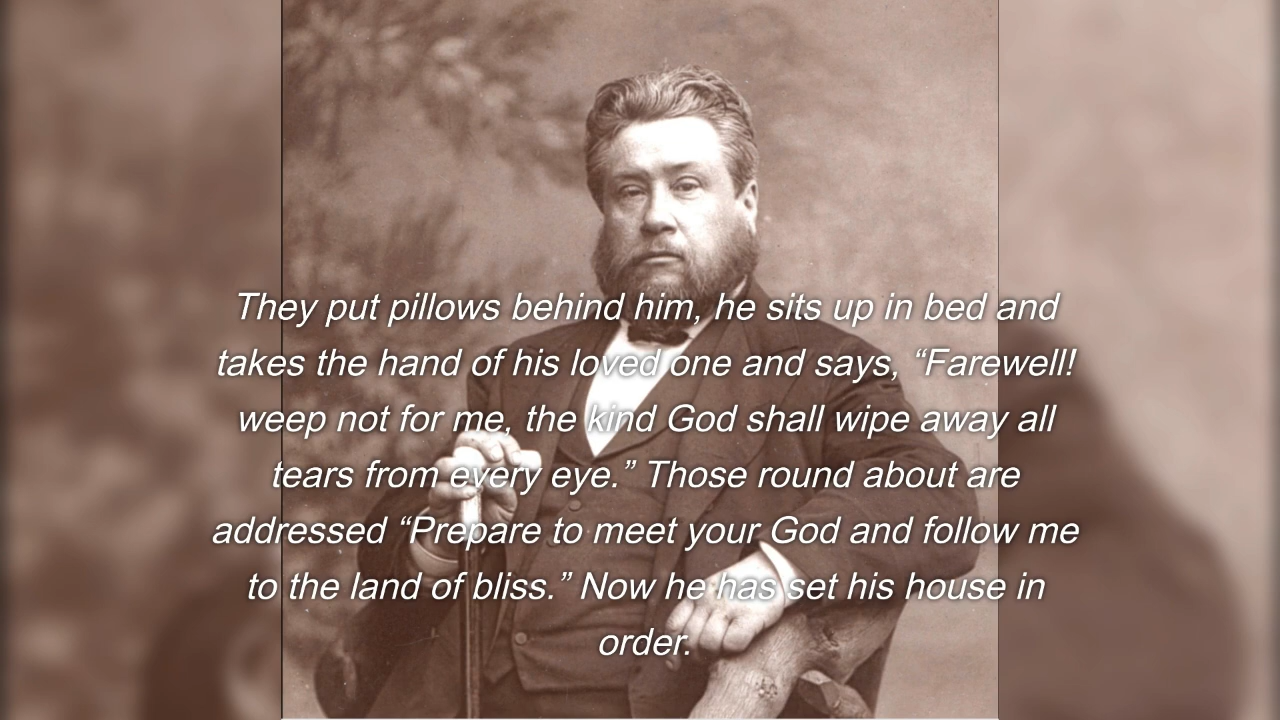 They put pillows behind him, he sits up in bed and
takes the hand of his loved one and says, “Farewell!
weep not for me, the kind God shall wipe away all
tears from every eye.” Those round about are
addressed “Prepare to meet your God and follow me
to the land of bliss.” Now he has set his house in
order.